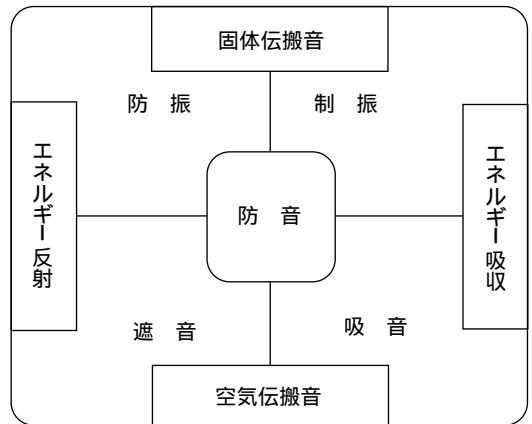 固体伝搬音
防 振
制 振
エネルギー反射
防 音
エネルギー吸収
遮 音
吸 音
空気伝搬音